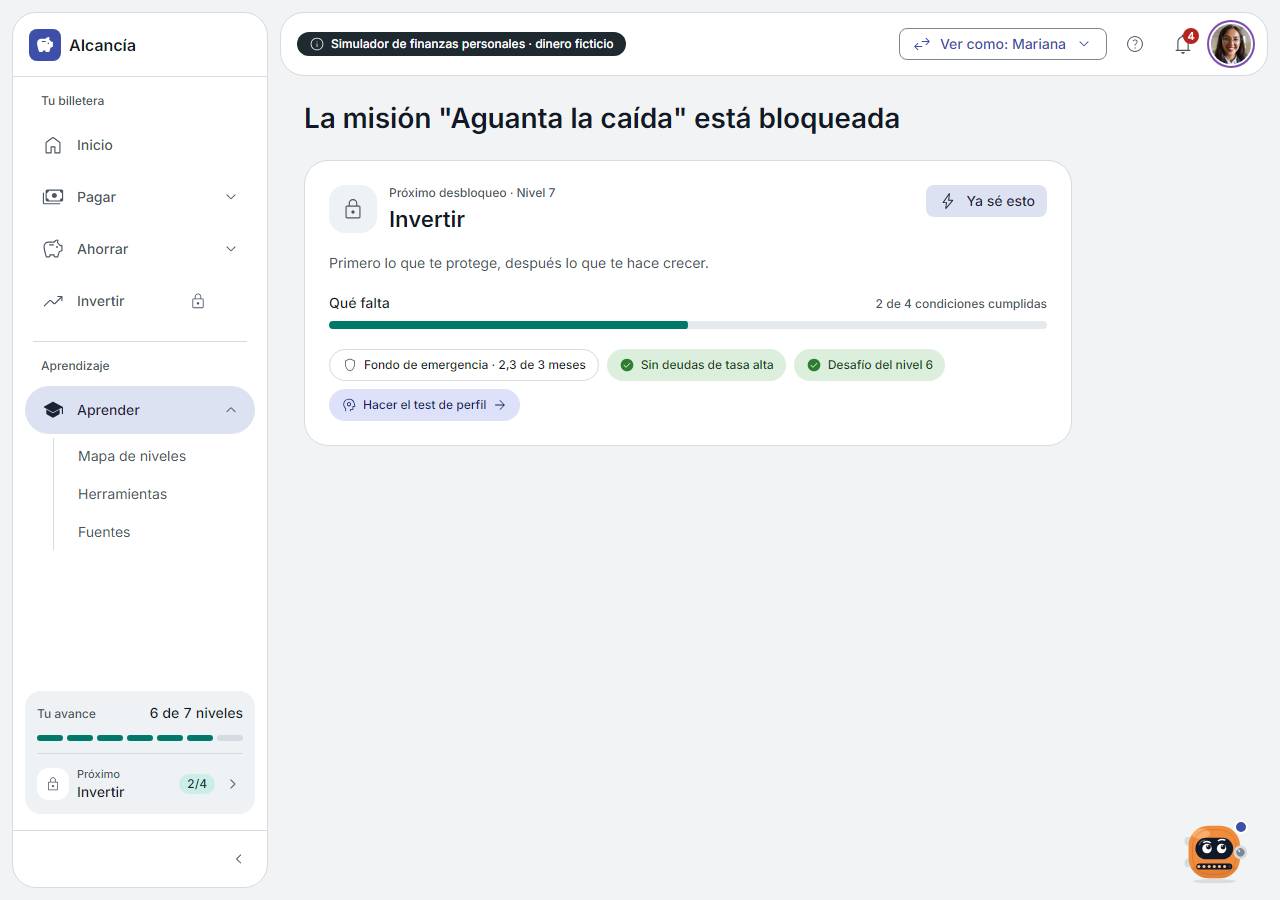 Alcancía
Tu billetera
Inicio
Pagar
Ahorrar
Invertir
Aprendizaje
Aprender
Mapa de niveles
Herramientas
Fuentes
Tu avance 6 de 7 niveles
Próximo
Invertir
2/4
Simulador de finanzas personales · dinero ficticio
Ver como: Mariana
4
La misión "Aguanta la caída" está bloqueada
Próximo desbloqueo · Nivel 7
Invertir
Ya sé esto
Primero lo que te protege, después lo que te hace crecer.
Qué falta
2 de 4 condiciones cumplidas
Fondo de emergencia · 2,3 de 3 meses
Sin deudas de tasa alta
Desafío del nivel 6
Hacer el test de perfil